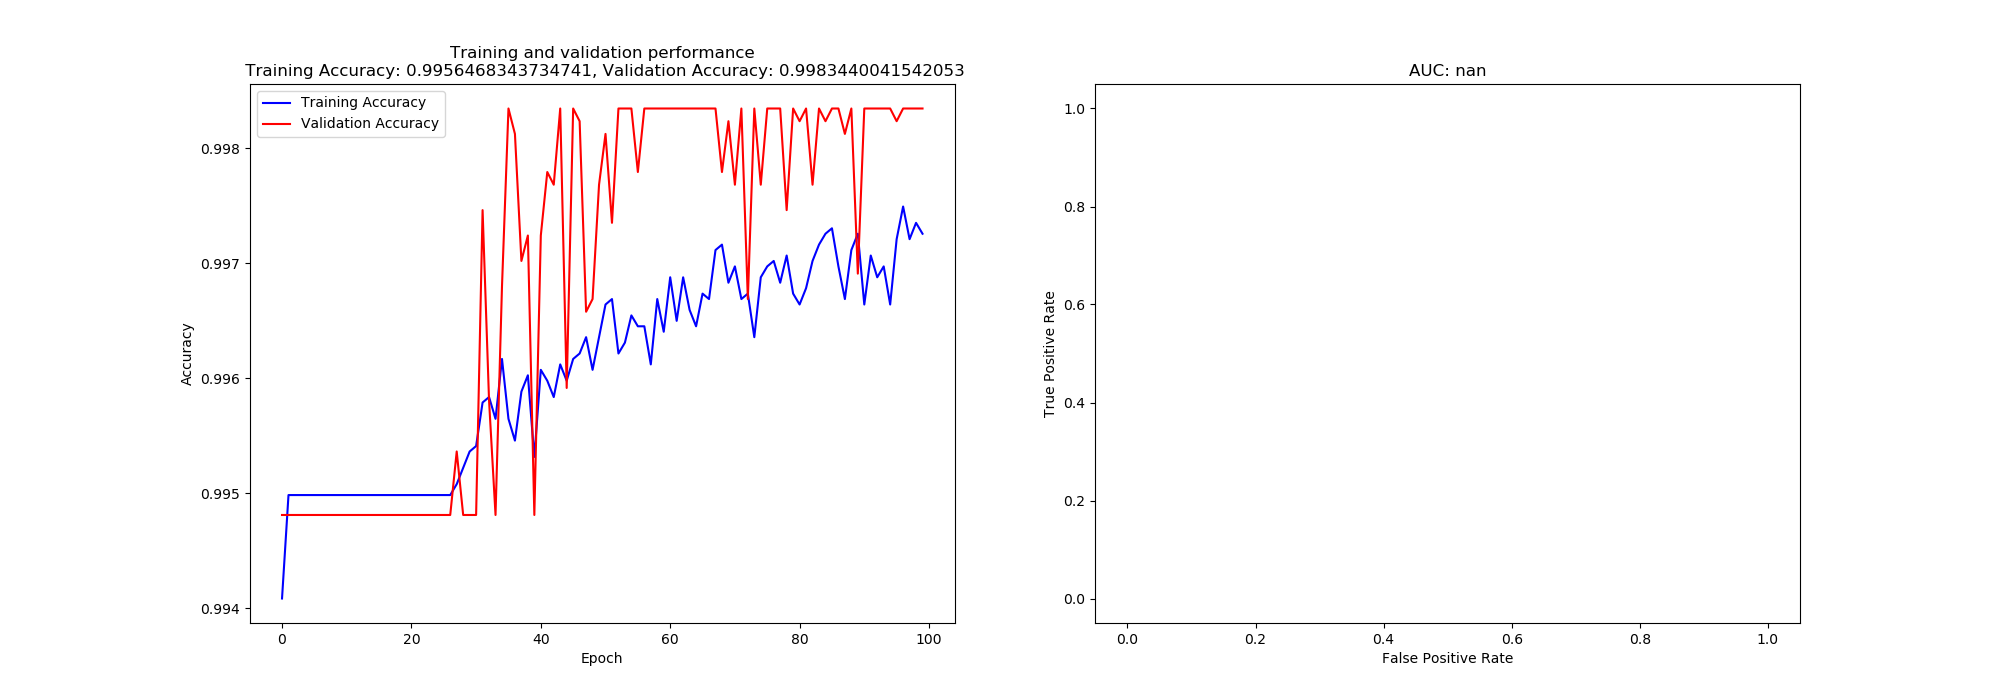 Training and validation performance
Training Accuracy: 0.9956468343734741, Validation Accuracy: 0.9983440041542053
Training Accuracy
Validation Accuracy
0.998
0.997
0.996
0.995
0.994
Accuracy
0
20
40
60
80
100
Epoch
AUC: nan
1.0
0.8
0.6
0.4
0.2
0.0
True Positive Rate
0.0
0.2
0.4
0.6
0.8
1.0
False Positive Rate